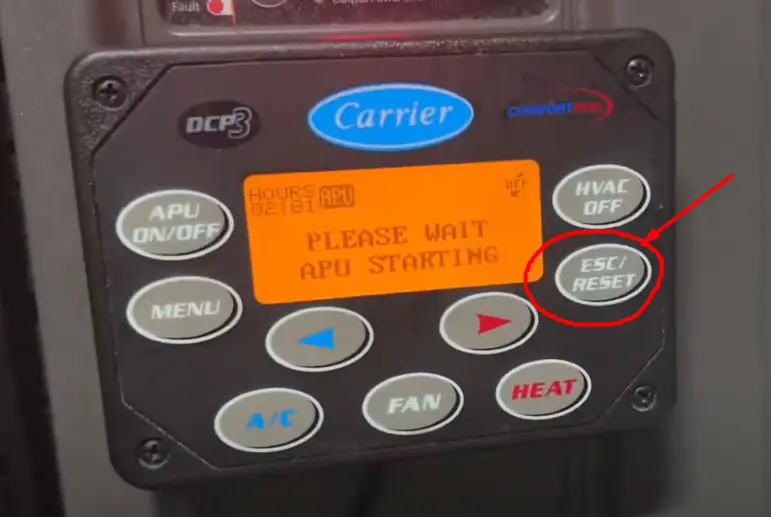 Fault
DCP3
Carrier
COMFORTPRO
HOURS
APU
OFF
PLEASE WAIT
APU STARTING
APU
ON/OFF
MENU
HVAC
OFF
ESC/
RESET
A/C
FAN
HEAT